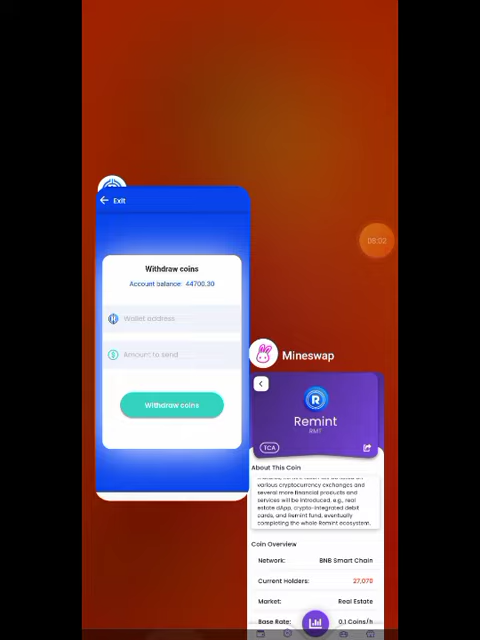 Exit
Withdraw coins
Account balance: 44700.30
Wallet address
Amount to send
Withdraw coins
08:02
Mineswap
R
Remint
RMT
TCA
About This Coin
various cryptocurrency exchanges and
several more financial products and
services will be introduced, e.g., real
estate dApp, crypto-integrated debit
cards, and Remint fund, eventually
completing the whole Remint ecosystem.
Coin Overview
Network: BNB Smart Chain
Current Holders: 27,070
Market: Real Estate
Base Rate: 0.1 Coins/h